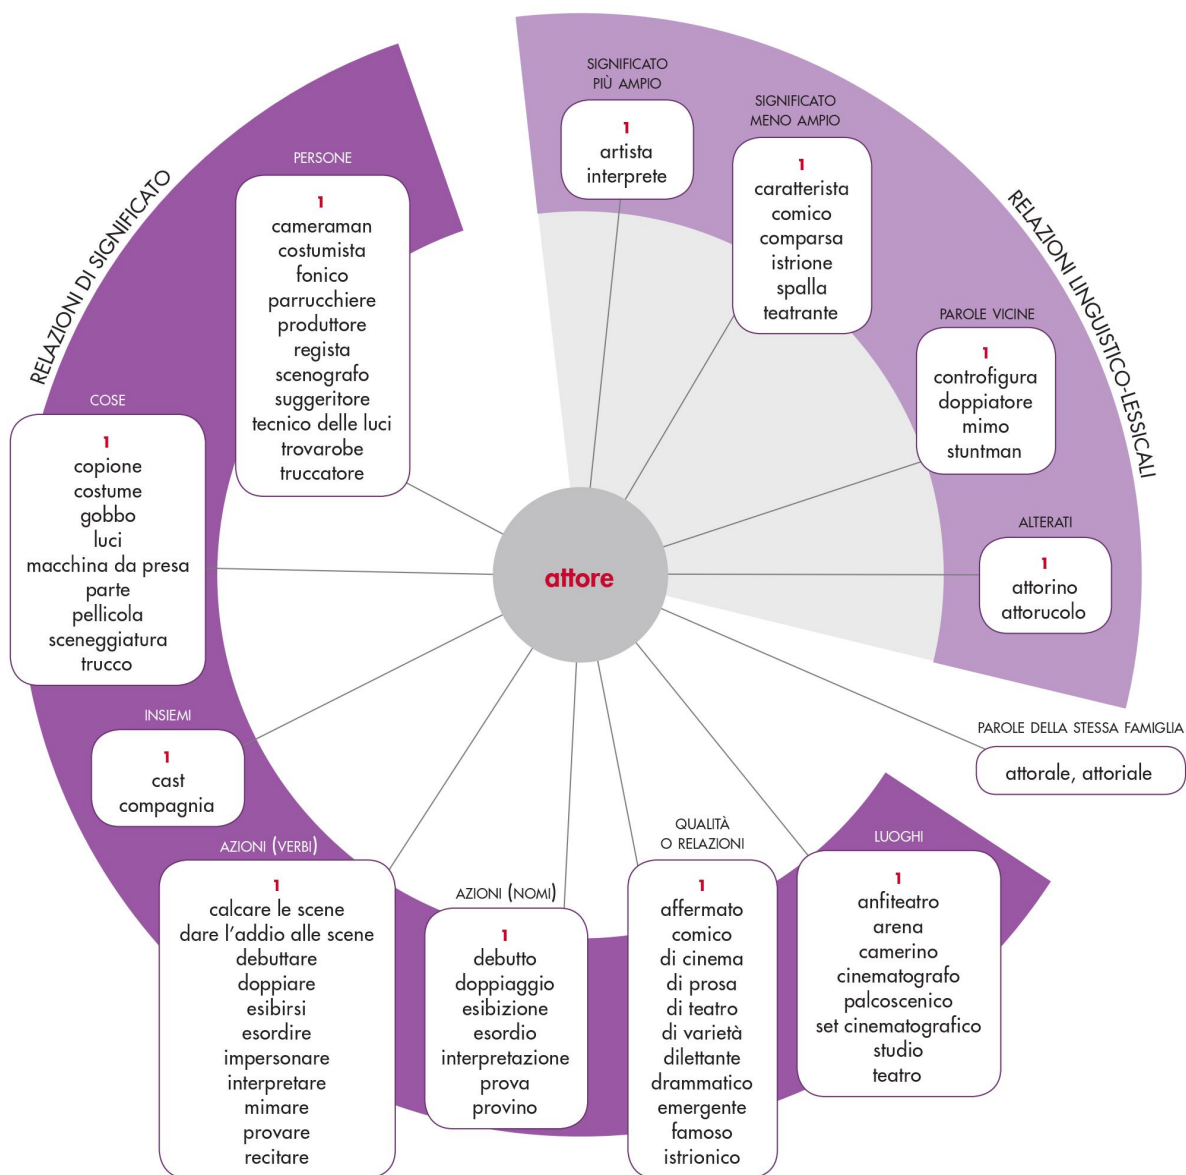 SIGNIFICATO
PIÙ AMPIO
1
artista
interprete
SIGNIFICATO
MENO AMPIO
1
caratterista
comico
comparsa
istrione
spalla
teatrante
RELAZIONI LINGUISTICO-LESSICALI
PAROLE VICINE
1
controfigura
doppiatore
mimo
stuntman
ALTERATI
1
attorino
attorucolo
PAROLE DELLA STESSA FAMIGLIA
attorale, attoriale
attore
RELAZIONI DI SIGNIFICATO
PERSONE
1
cameraman
costumista
fonico
parrucchiere
produttore
regista
scenografo
suggeritore
tecnico delle luci
trovarobe
truccatore
COSE
1
copione
costume
gobbo
luci
macchina da presa
parte
pellicola
sceneggiatura
trucco
INSIEMI
1
cast
compagnia
AZIONI (VERBI)
1
calcare le scene
dare l'addio alle scene
debuttare
doppiare
esibirsi
esordire
impersonare
interpretare
mimare
provare
recitare
AZIONI (NOMI)
1
debutto
doppiaggio
esibizione
esordio
interpretazione
prova
provino
QUALITÀ
O RELAZIONI
1
affermato
comico
di cinema
di prosa
di teatro
di varietà
dilettante
drammatico
emergente
famoso
istrionico
LUOGHI
1
anfiteatro
arena
camerino
cinematografo
palcoscenico
set cinematografico
studio
teatro